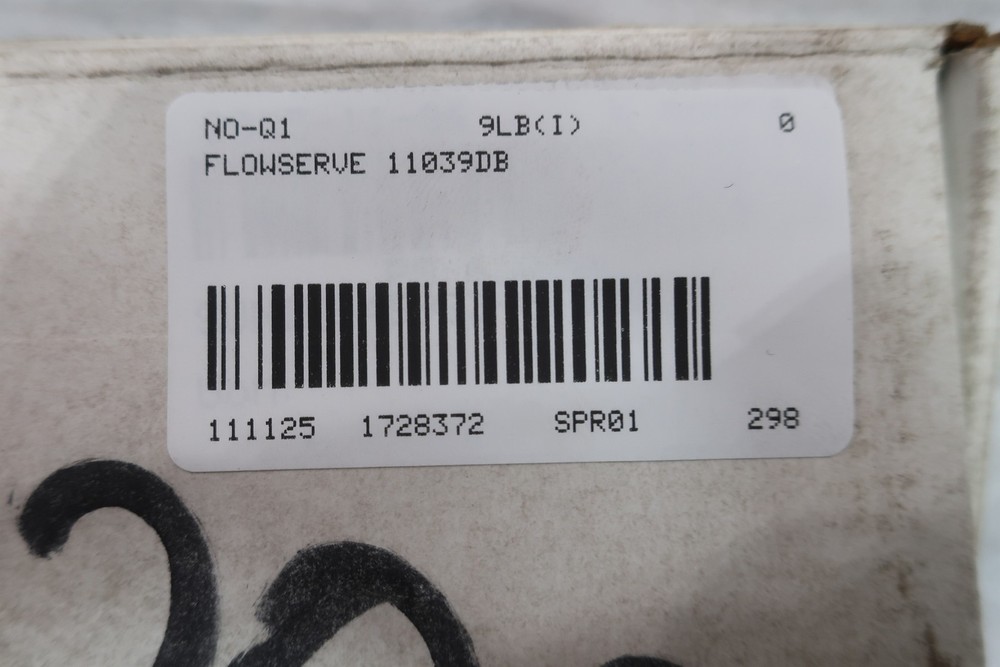 NO-Q1 9LB(I) 0
FLOWSERVE 11039DB
111125 1728372 SPR01 298